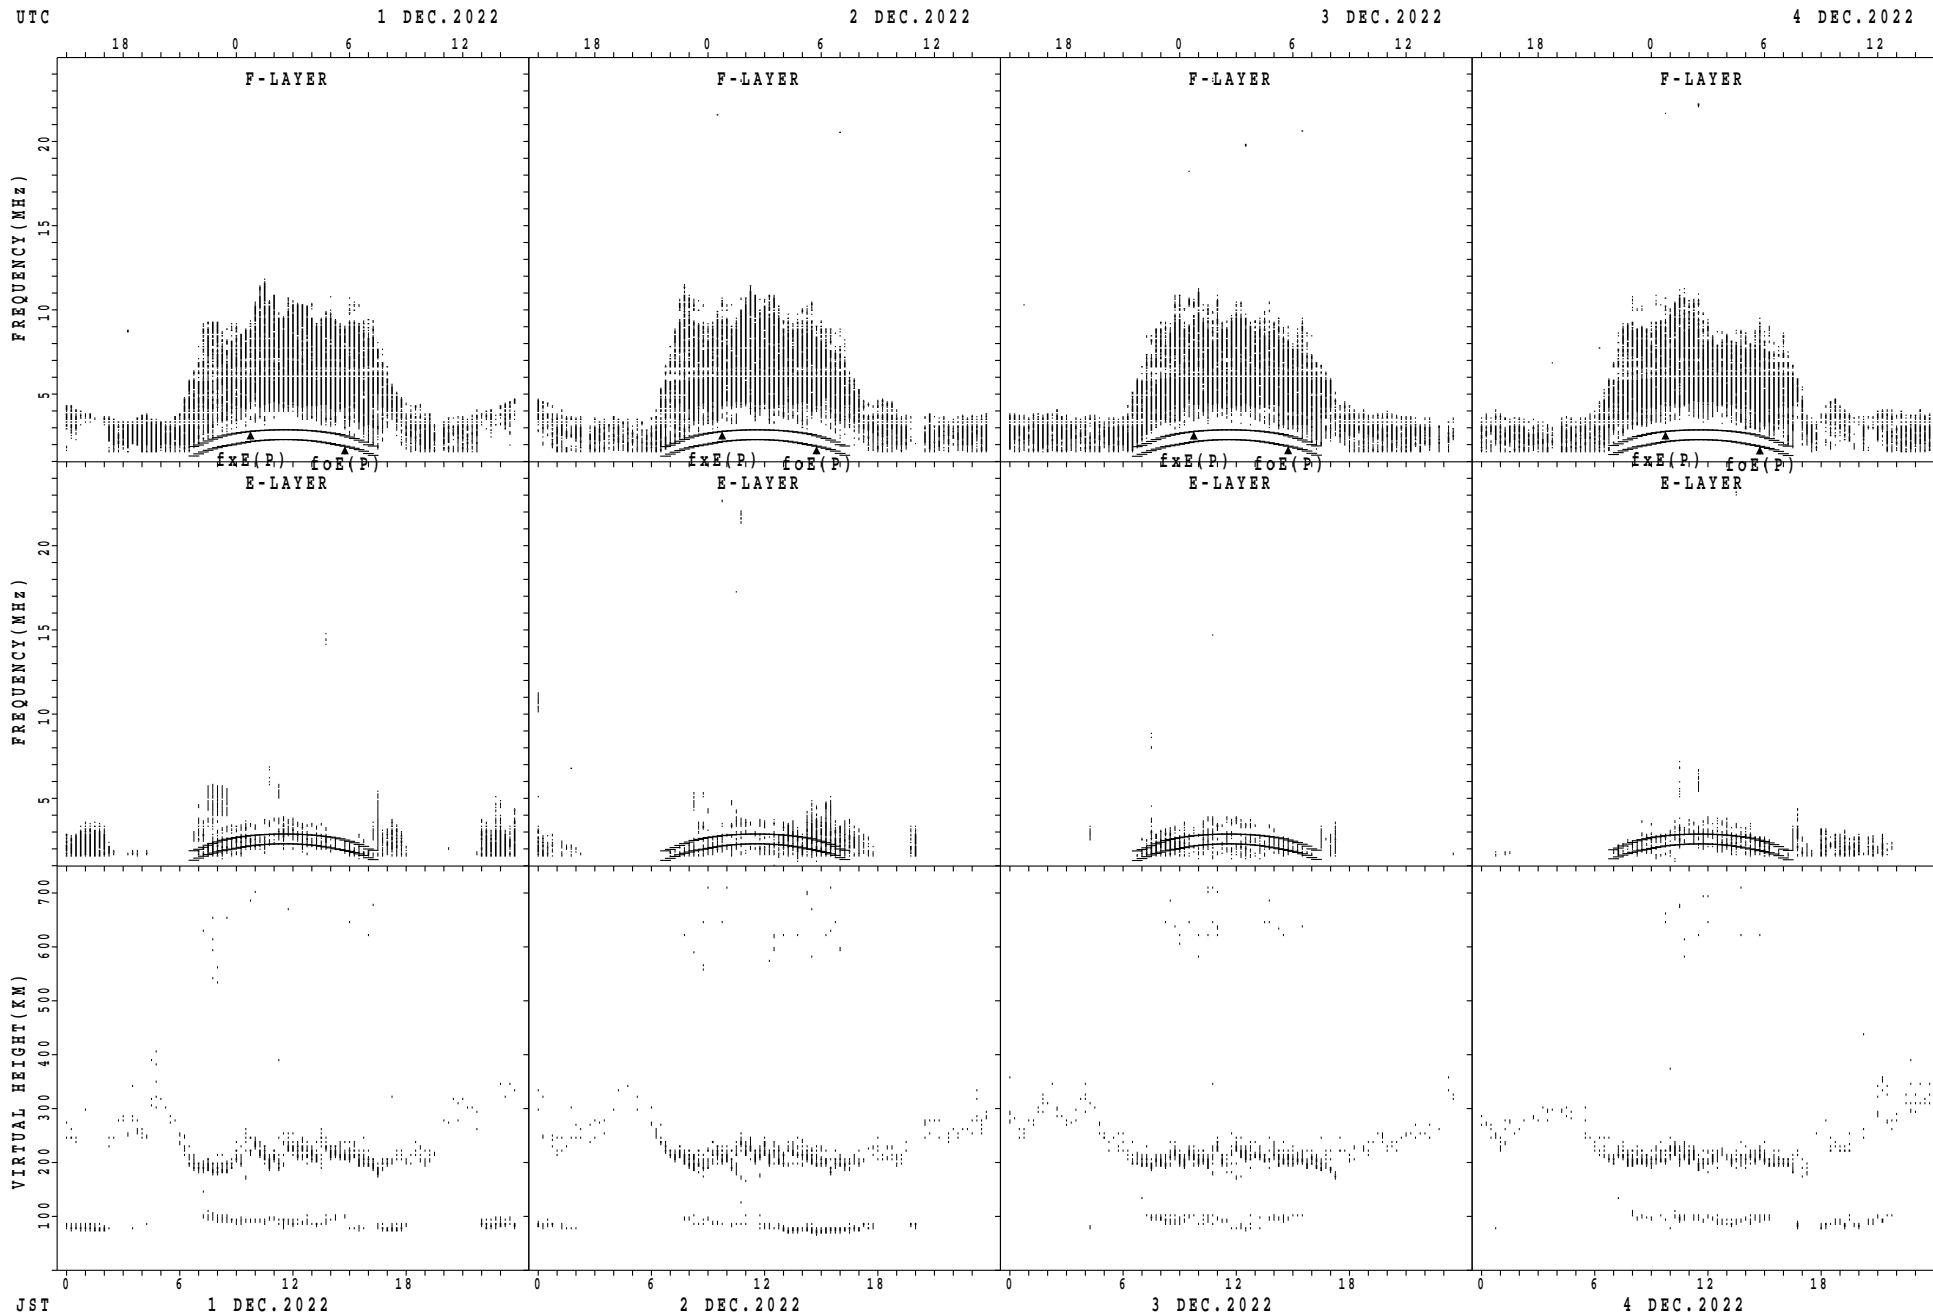 UTC 1 DEC.2022 2 DEC.2022 3 DEC.2022 4 DEC.2022
18 0 6 12 18 0 6 12 18 0 6 12 18 0 6 12
F-LAYER F-LAYER F-LAYER F-LAYER
FREQUENCY(MHz)
20
15
10
5
fxE(P) foE(P) fxE(P) foE(P) fxE(P) foE(P) fxE(P) foE(P)
E-LAYER E-LAYER E-LAYER E-LAYER
FREQUENCY(MHz)
20
15
10
5
VIRTUAL HEIGHT(KM)
700
600
500
400
300
200
100
0 6 12 18 0 6 12 18 0 6 12 18 0 6 12 18
JST 1 DEC.2022 2 DEC.2022 3 DEC.2022 4 DEC.2022